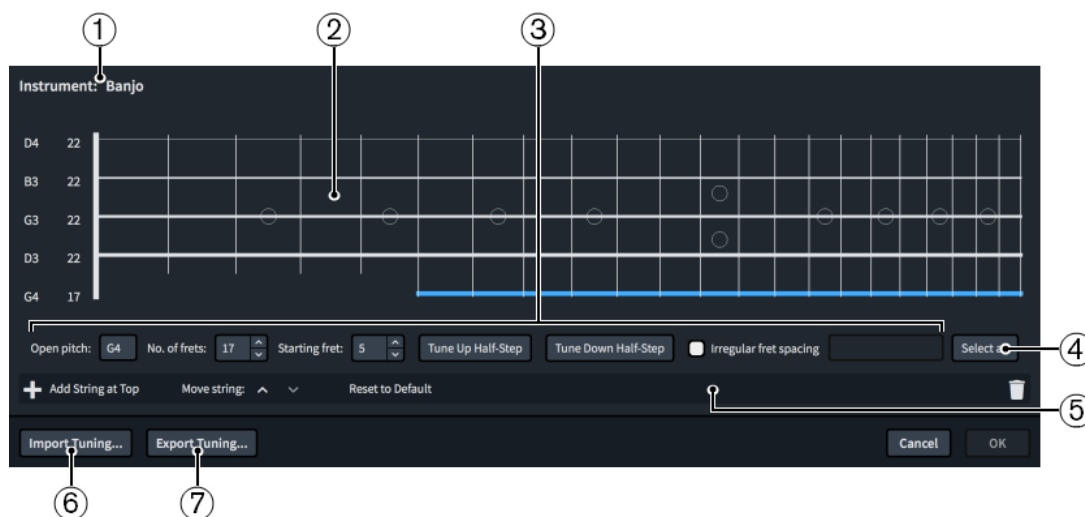 ① ② ③
Instrument: Banjo
D4 22
B3 22
G3 22
D3 22
G4 17
Open pitch: G4 No. of frets: 17 Starting fret: 5 Tune Up Half-Step Tune Down Half-Step Irregular fret spacing Select ④
Add String at Top Move string: Reset to Default
⑤
Import Tuning... Export Tuning... Cancel OK
⑥ ⑦